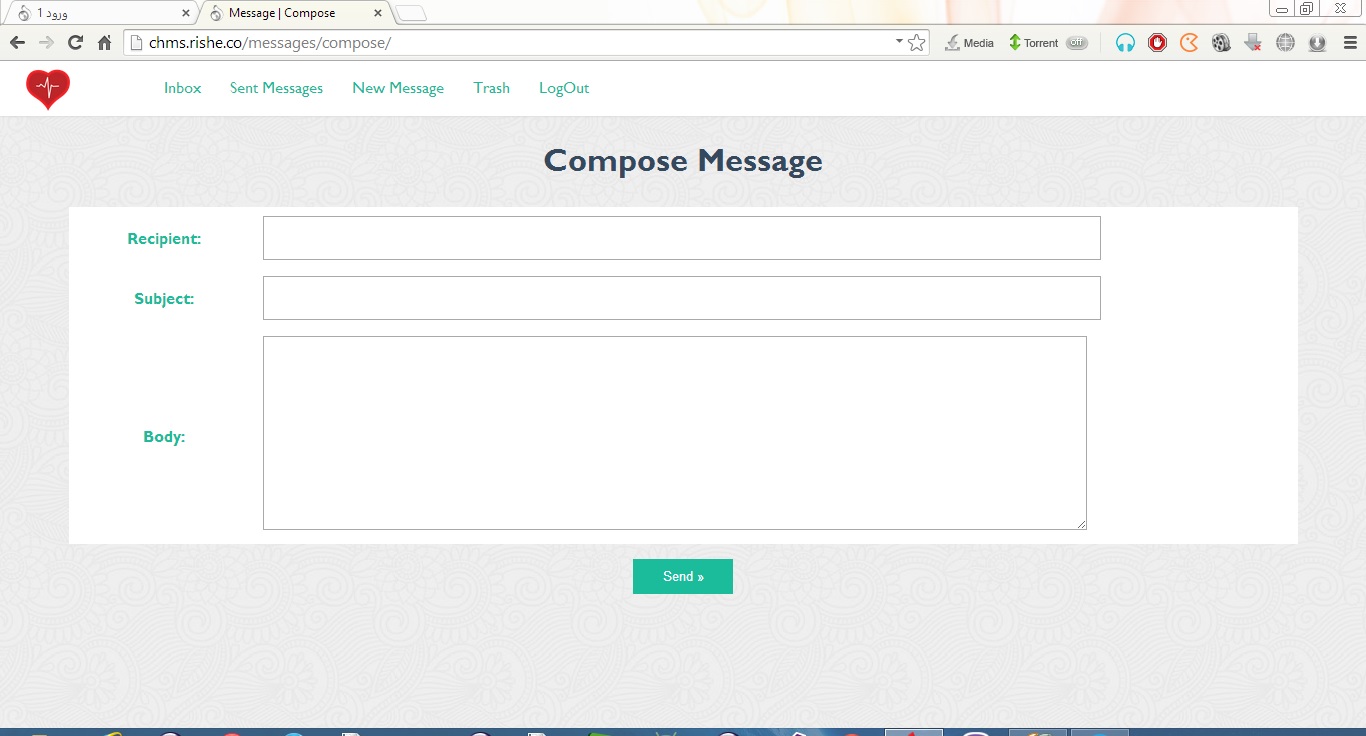 ورود 1
Message | Compose
chms.rishe.co/messages/compose/
Media
Torrent
Off
Inbox
Sent Messages
New Message
Trash
LogOut
Compose Message
Recipient:
Subject:
Body:
Send »